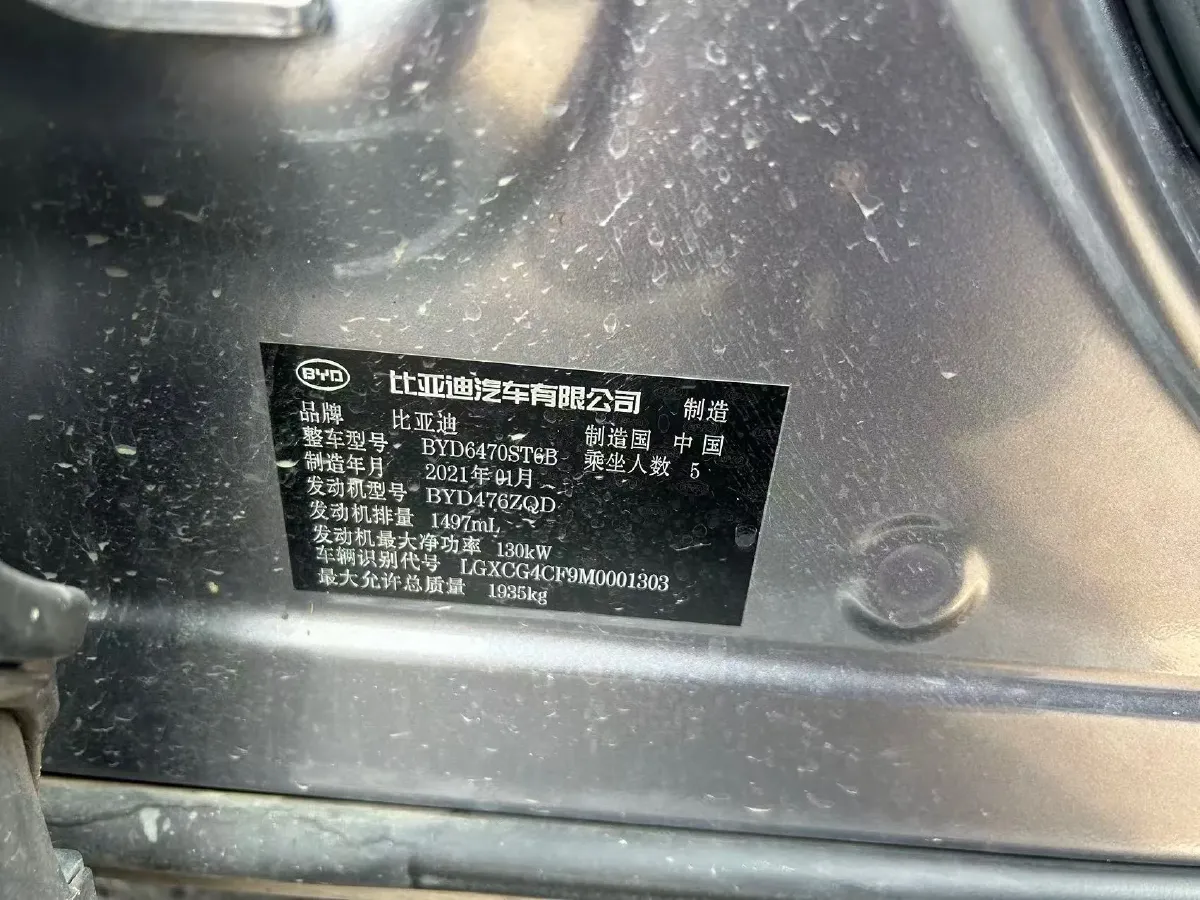 BYD 比亚迪汽车有限公司 制造
品牌 比亚迪 制造国 中国
整车型号 BYD6470ST6B 乘坐人数 5
制造年月 2021年01月
发动机型号 BYD476ZQD
发动机排量 1497mL
发动机最大净功率 130kW
车辆识别代号 LGXCG4CF9M0001303
最大允许总质量 1935kg